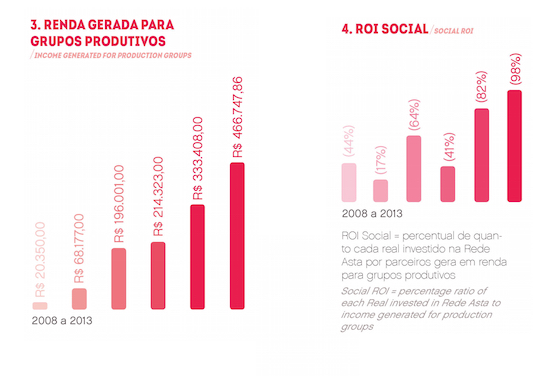 3. RENDA GERADA PARA
GRUPOS PRODUTIVOS
/ INCOME GENERATED FOR PRODUCTION GROUPS
R$ 20.350,00
R$ 68.177,00
R$ 196.001,00
R$ 214.323,00
R$ 333.408,00
R$ 466.747,86
2008 a 2013
4. ROI SOCIAL / SOCIAL ROI
(44%)
(17%)
(64%)
(41%)
(82%)
(98%)
2008 a 2013
ROI Social = percentual de quan-
to cada real investido na Rede
Asta por parceiros gera em renda
para grupos produtivos
Social ROI = percentage ratio of
each Real invested in Rede Asta to
income generated for production
groups